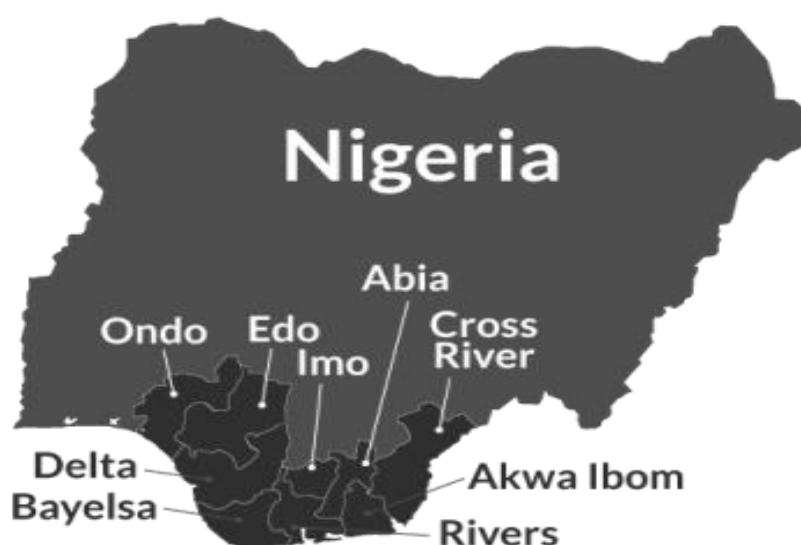 Nigeria
Abia
Ondo
Edo
Imo
Cross
River
Delta
Bayelsa
Akwa Ibom
Rivers